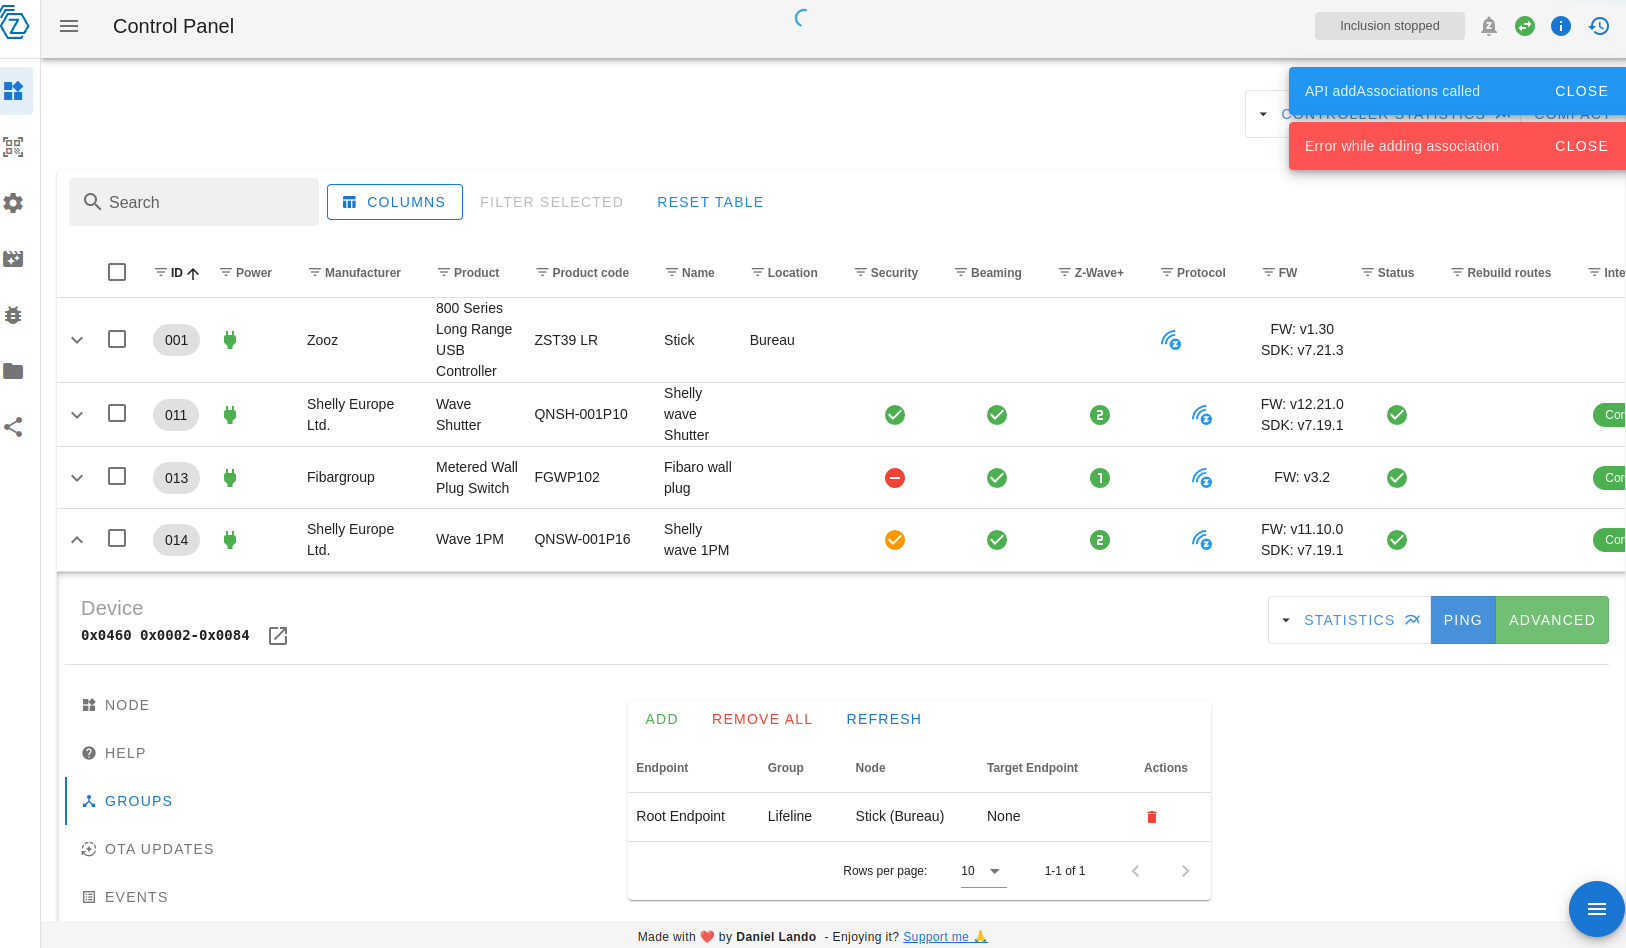 Control Panel
Inclusion stopped
API addAssociations called CLOSE
CONTROLLER STATISTICS COMPACT
Error while adding association CLOSE
Search COLUMNS FILTER SELECTED RESET TABLE
ID Power Manufacturer Product Product code Name Location Security Beaming Z-Wave+ Protocol FW Status Rebuild routes Inte
001 Zooz 800 Series Long Range USB Controller ZST39 LR Stick Bureau FW: v1.30 SDK: v7.21.3
011 Shelly Europe Ltd. Wave Shutter QNSH-001P10 Shelly wave Shutter 2 FW: v12.21.0 SDK: v7.19.1 Con
013 Fibargroup Metered Wall Plug Switch FGWP102 Fibaro wall plug 1 FW: v3.2 Con
014 Shelly Europe Ltd. Wave 1PM QNSW-001P16 Shelly wave 1PM 2 FW: v11.10.0 SDK: v7.19.1 Con
Device
0x0460 0x0002-0x0084
STATISTICS PING ADVANCED
NODE
HELP
GROUPS
OTA UPDATES
EVENTS
ADD REMOVE ALL REFRESH
Endpoint Group Node Target Endpoint Actions
Root Endpoint Lifeline Stick (Bureau) None
Rows per page: 10 1-1 of 1
Made with ❤️ by Daniel Lando - Enjoying it? Support me 🙏